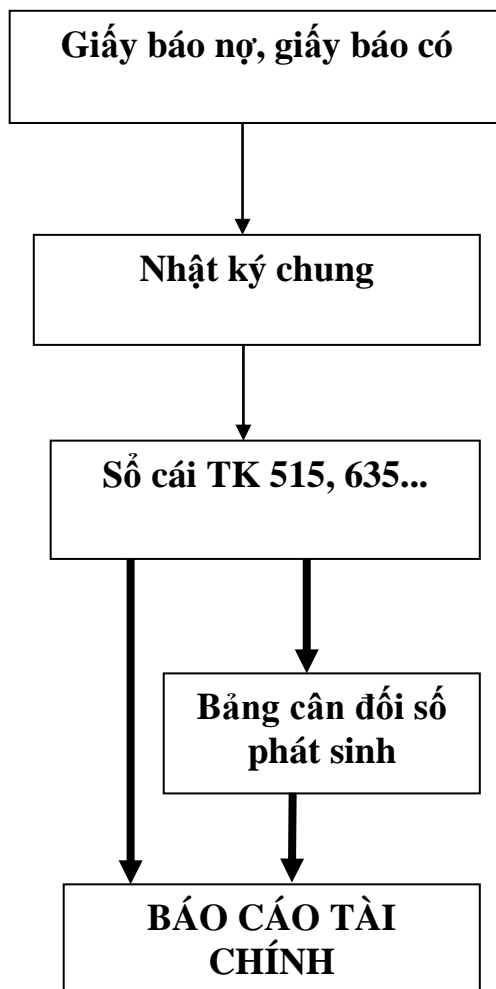 Giấy báo nợ, giấy báo có
Nhật ký chung
Sổ cái TK 515, 635...
Bảng cân đối số
phát sinh
BÁO CÁO TÀI
CHÍNH